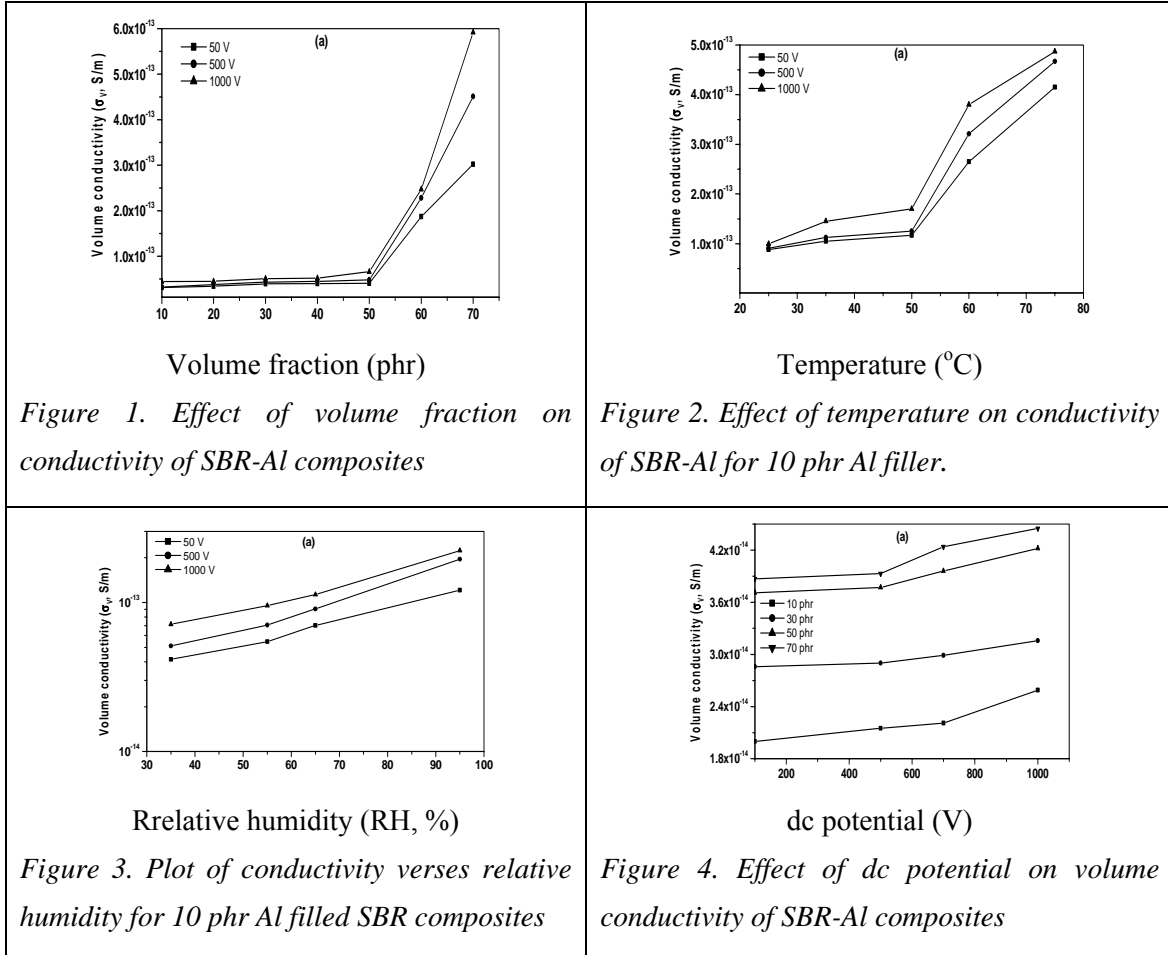 6.0x10⁻¹³
5.0x10⁻¹³
4.0x10⁻¹³
3.0x10⁻¹³
2.0x10⁻¹³
1.0x10⁻¹³
Volume conductivity (σᵥ, S/m)
(a)
50 V
500 V
1000 V
10 20 30 40 50 60 70
Volume fraction (phr)
Figure 1. Effect of volume fraction on
conductivity of SBR-Al composites
5.0x10⁻¹³
4.0x10⁻¹³
3.0x10⁻¹³
2.0x10⁻¹³
1.0x10⁻¹³
Volume conductivity (σᵥ, S/m)
(a)
50 V
500 V
1000 V
20 30 40 50 60 70 80
Temperature (°C)
Figure 2. Effect of temperature on conductivity
of SBR-Al for 10 phr Al filler.
10⁻¹³
10⁻¹⁴
Volume conductivity (σᵥ, S/m)
(a)
50 V
500 V
1000 V
30 40 50 60 70 80 90 100
Rrelative humidity (RH, %)
Figure 3. Plot of conductivity verses relative
humidity for 10 phr Al filled SBR composites
4.2x10⁻¹⁴
3.6x10⁻¹⁴
3.0x10⁻¹⁴
2.4x10⁻¹⁴
1.8x10⁻¹⁴
Volume conductivity (σᵥ, S/m)
(a)
10 phr
30 phr
50 phr
70 phr
200 400 600 800 1000
dc potential (V)
Figure 4. Effect of dc potential on volume
conductivity of SBR-Al composites